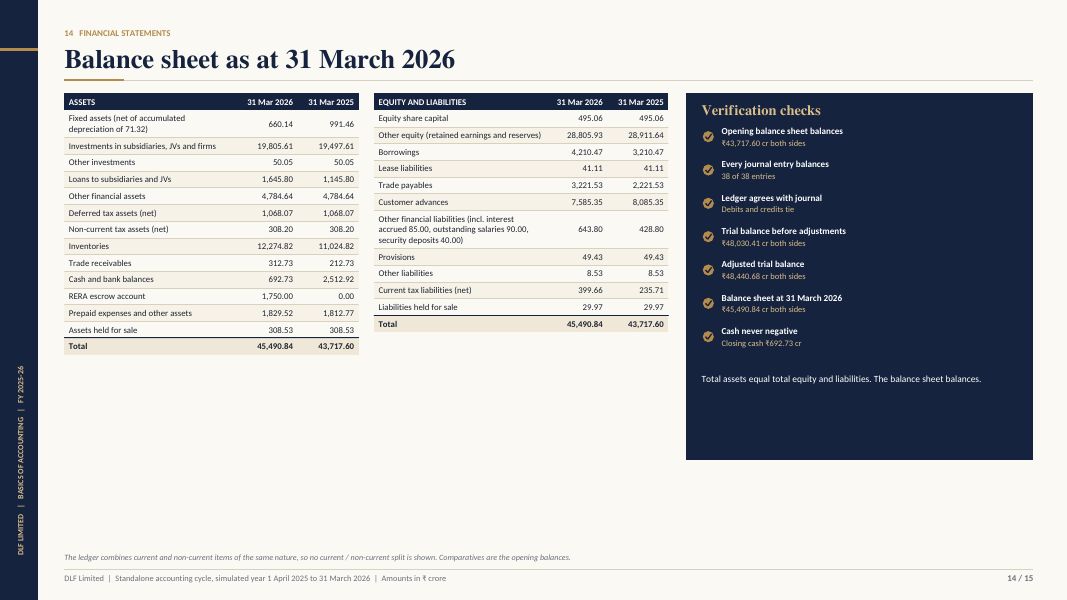 14 FINANCIAL STATEMENTS
Balance sheet as at 31 March 2026
ASSETS 31 Mar 2026 31 Mar 2025
Fixed assets (net of accumulated
depreciation of 71.32) 660.14 991.46
Investments in subsidiaries, JVs and firms 19,805.61 19,497.61
Other investments 50.05 50.05
Loans to subsidiaries and JVs 1,645.80 1,145.80
Other financial assets 4,784.64 4,784.64
Deferred tax assets (net) 1,068.07 1,068.07
Non-current tax assets (net) 308.20 308.20
Inventories 12,274.82 11,024.82
Trade receivables 312.73 212.73
Cash and bank balances 692.73 2,512.92
RERA escrow account 1,750.00 0.00
Prepaid expenses and other assets 1,829.52 1,812.77
Assets held for sale 308.53 308.53
Total 45,490.84 43,717.60
EQUITY AND LIABILITIES 31 Mar 2026 31 Mar 2025
Equity share capital 495.06 495.06
Other equity (retained earnings and reserves) 28,805.93 28,911.64
Borrowings 4,210.47 3,210.47
Lease liabilities 41.11 41.11
Trade payables 3,221.53 2,221.53
Customer advances 7,585.35 8,085.35
Other financial liabilities (incl. interest
accrued 85.00, outstanding salaries 90.00, 643.80 428.80
security deposits 40.00)
Provisions 49.43 49.43
Other liabilities 8.53 8.53
Current tax liabilities (net) 399.66 235.71
Liabilities held for sale 29.97 29.97
Total 45,490.84 43,717.60
Verification checks
Opening balance sheet balances
₹43,717.60 cr both sides
Every journal entry balances
38 of 38 entries
Ledger agrees with journal
Debits and credits tie
Trial balance before adjustments
₹48,030.41 cr both sides
Adjusted trial balance
₹48,440.68 cr both sides
Balance sheet at 31 March 2026
₹45,490.84 cr both sides
Cash never negative
Closing cash ₹692.73 cr
Total assets equal total equity and liabilities. The balance sheet balances.
DLF LIMITED | BASICS OF ACCOUNTING | FY 2025-26
The ledger combines current and non-current items of the same nature, so no current / non-current split is shown. Comparatives are the opening balances.
DLF Limited | Standalone accounting cycle, simulated year 1 April 2025 to 31 March 2026 | Amounts in ₹ crore
14 / 15